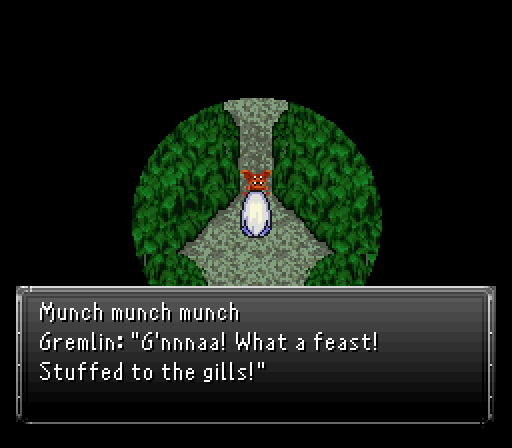 Munch munch munch
Gremlin: "G'nnnaa! What a feast!
Stuffed to the gills!"